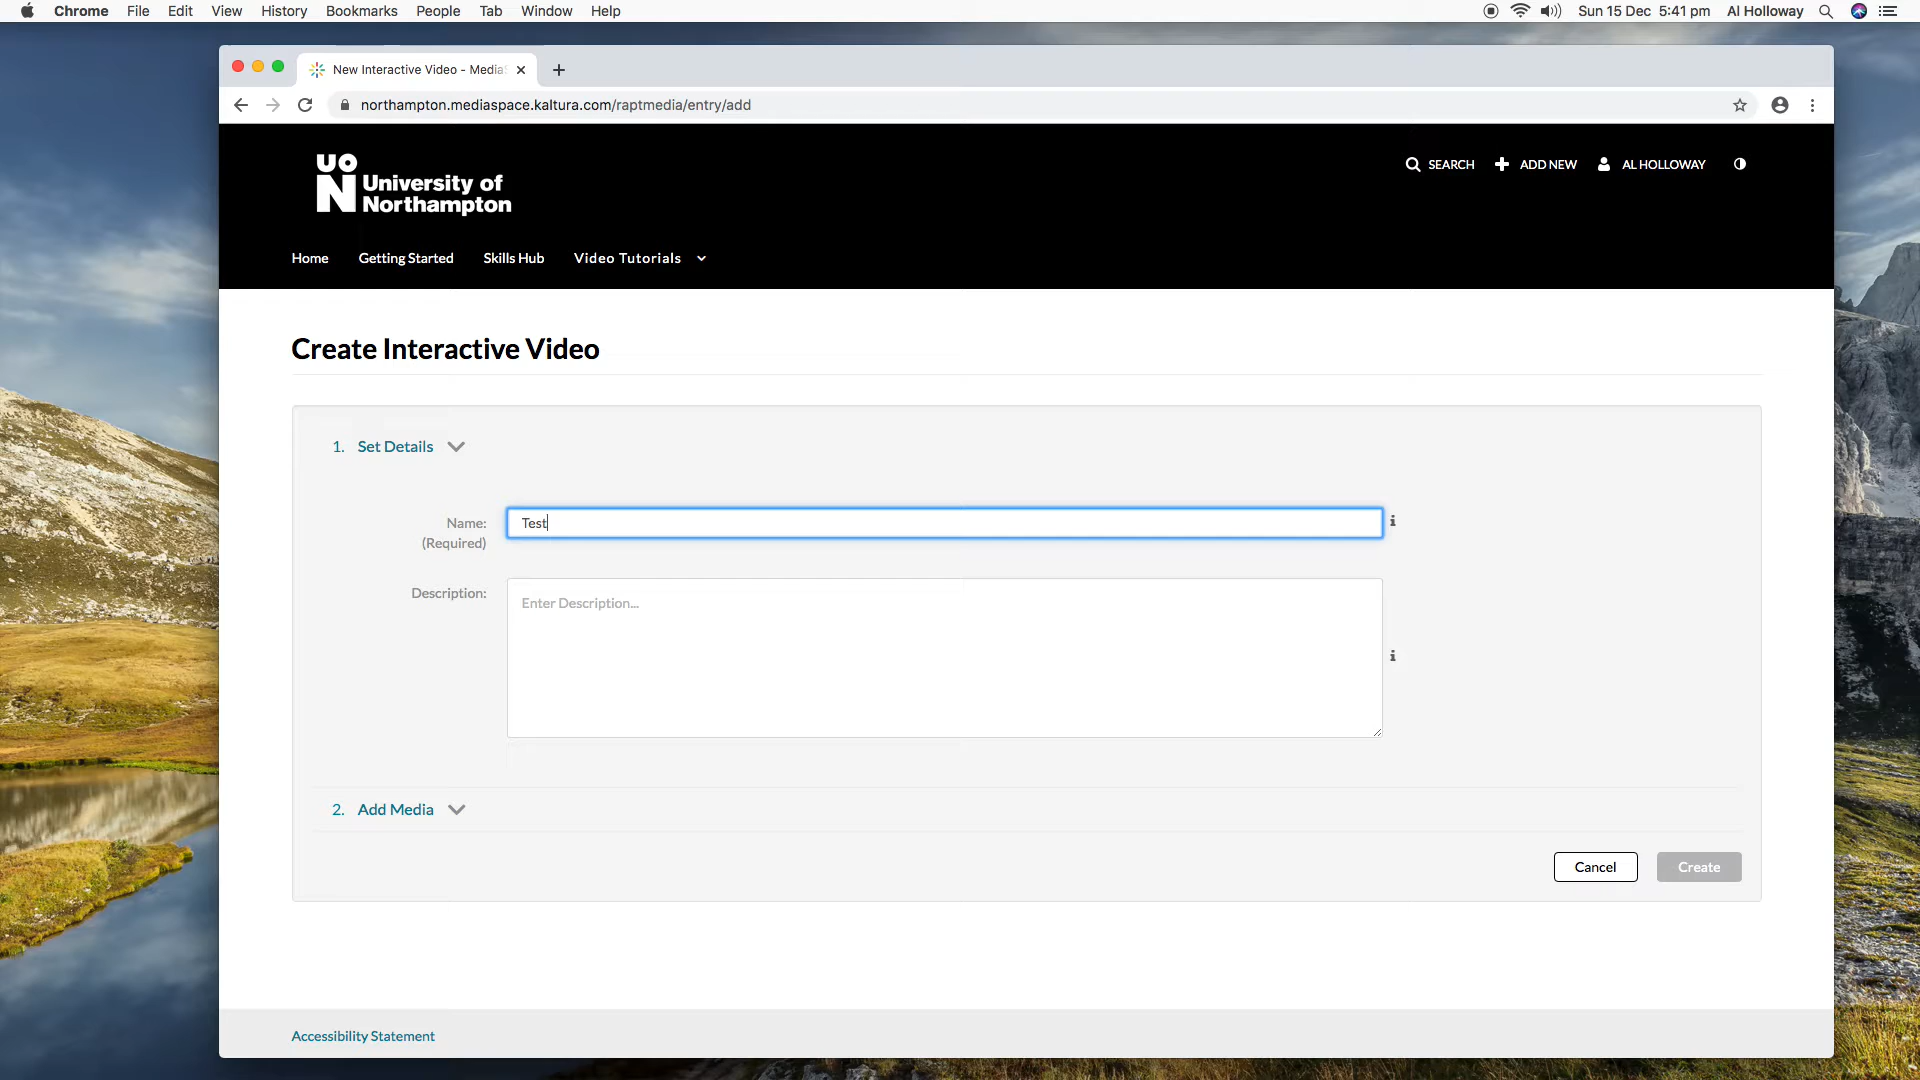 Chrome File Edit View History Bookmarks People Tab Window Help
Sun 15 Dec 5:41 pm Al Holloway
New Interactive Video - Media
northampton.mediaspace.kaltura.com/raptmedia/entry/add
UON
University of
Northampton
SEARCH ADD NEW AL HOLLOWAY
Home Getting Started Skills Hub Video Tutorials
Create Interactive Video
1. Set Details
Name: Test
(Required)
Description: Enter Description...
2. Add Media
Cancel Create
Accessibility Statement